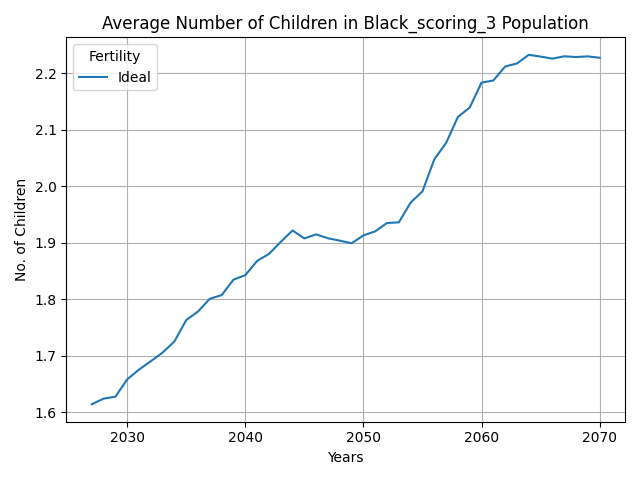 Average Number of Children in Black_scoring_3 Population
Fertility
Ideal
No. of Children
2.2
2.1
2.0
1.9
1.8
1.7
1.6
2030 2040 2050 2060 2070
Years